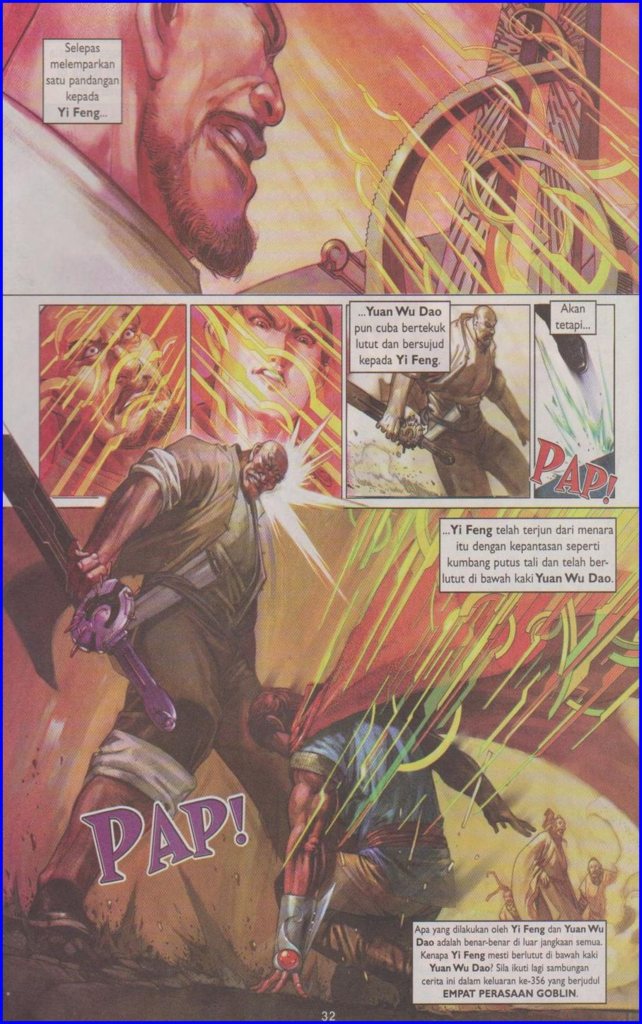 Selepas
melemparkan
satu pandangan
kepada
Yi Feng...
...Yuan Wu Dao
pun cuba bertekuk
lutut dan bersujud
kepada Yi Feng.
Akan
tetapi...
PAP!
...Yi Feng telah terjun dari menara
itu dengan kepantasan seperti
kumbang putus tali dan telah ber-
lutut di bawah kaki Yuan Wu Dao.
PAP!
Apa yang dilakukan oleh Yi Feng dan Yuan Wu
Dao adalah benar-benar di luar jangkaan semua.
Kenapa Yi Feng mesti berlutut di bawah kaki
Yuan Wu Dao? Sila ikuti lagi sambungan
cerita ini dalam keluaran ke-356 yang berjudul
EMPAT PERASAAN GOBLIN.
32